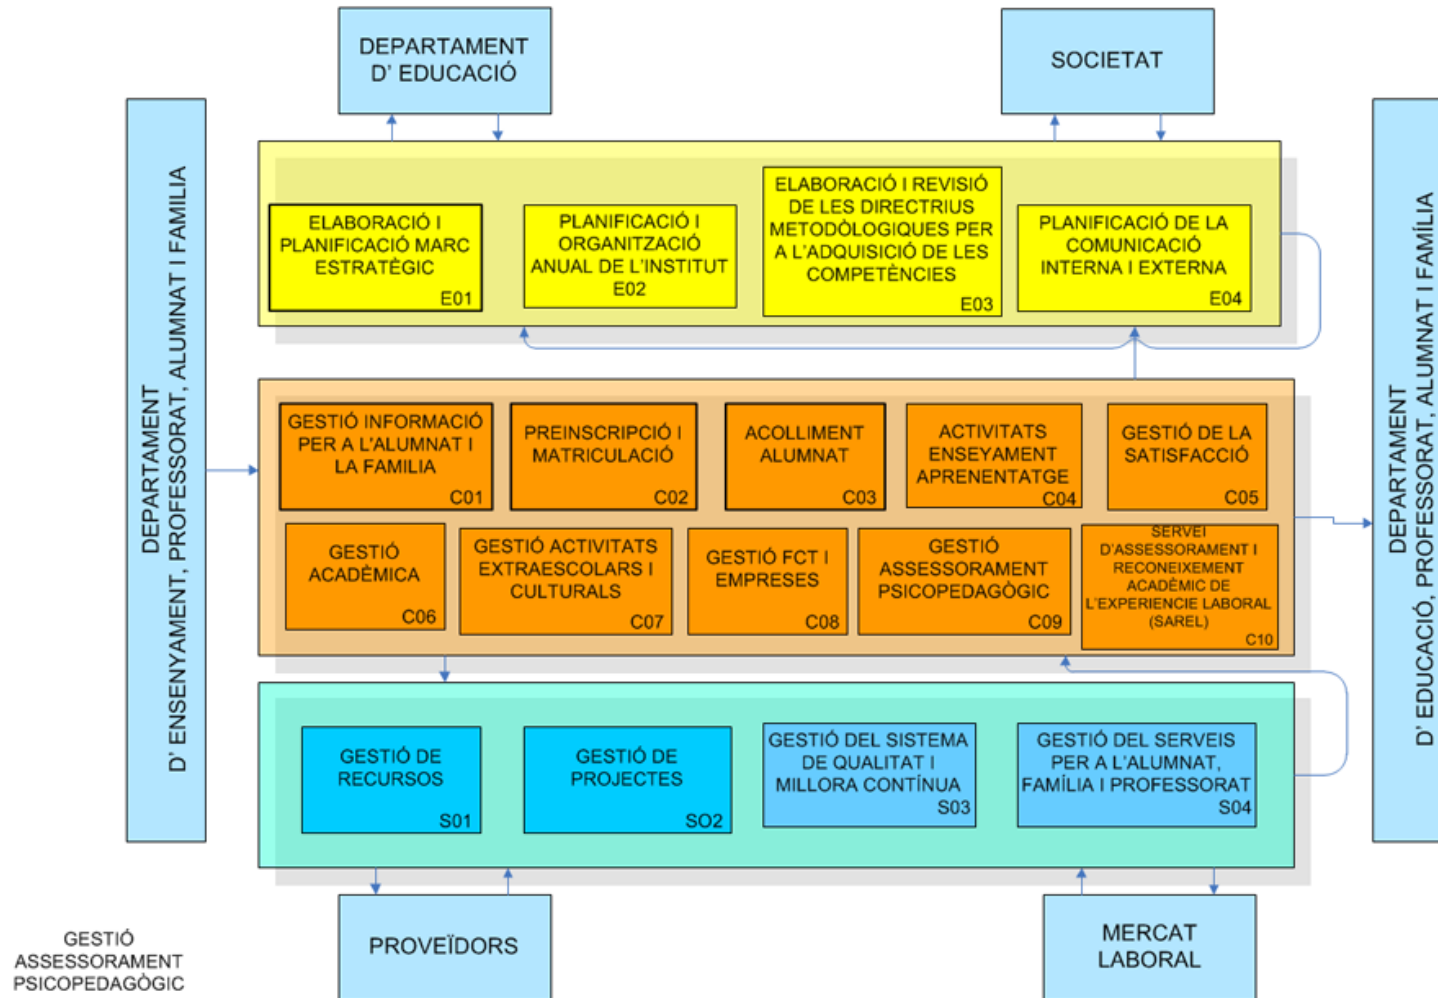 DEPARTAMENT
D' EDUCACIÓ
SOCIETAT
DEPARTAMENT
D' ENSENYAMENT, PROFESSORAT, ALUMNAT I FAMILIA
ELABORACIÓ I
PLANIFICACIÓ MARC
ESTRATÈGIC
E01
PLANIFICACIÓ I
ORGANITZACIÓ
ANUAL DE L'INSTITUT
E02
ELABORACIÓ I REVISIÓ
DE LES DIRECTRIUS
METODÒLOGIQUES PER
A L'ADQUISICIÓ DE LES
COMPETÈNCIES
E03
PLANIFICACIÓ DE LA
COMUNICACIÓ
INTERNA I EXTERNA
E04
GESTIÓ INFORMACIÓ
PER A L'ALUMNAT I
LA FAMILIA
C01
PREINSCRIPCIÓ I
MATRICULACIÓ
C02
ACOLLIMENT
ALUMNAT
C03
ACTIVITATS
ENSEYAMENT
APRENENTATGE
C04
GESTIÓ DE LA
SATISFACCIÓ
C05
GESTIÓ
ACADÈMICA
C06
GESTIÓ ACTIVITATS
EXTRAESCOLARS I
CULTURALS
C07
GESTIÓ FCT I
EMPRESES
C08
GESTIÓ
ASSESSORAMENT
PSICOPEDAGÒGIC
C09
SERVEI
D'ASSESSORAMENT I
RECONEIXEMENT
ACADÈMIC DE
L'EXPERIENCIE LABORAL
(SAREL)
C10
GESTIÓ DE
RECURSOS
S01
GESTIÓ DE
PROJECTES
SO2
GESTIÓ DEL SISTEMA
DE QUALITAT I
MILLORA CONTÍNUA
S03
GESTIÓ DEL SERVEIS
PER A L'ALUMNAT,
FAMÍLIA I PROFESSORAT
S04
DEPARTAMENT
D' EDUCACIÓ, PROFESSORAT, ALUMNAT I FAMÍLIA
PROVEÏDORS
MERCAT
LABORAL
GESTIÓ
ASSESSORAMENT
PSICOPEDAGÒGIC